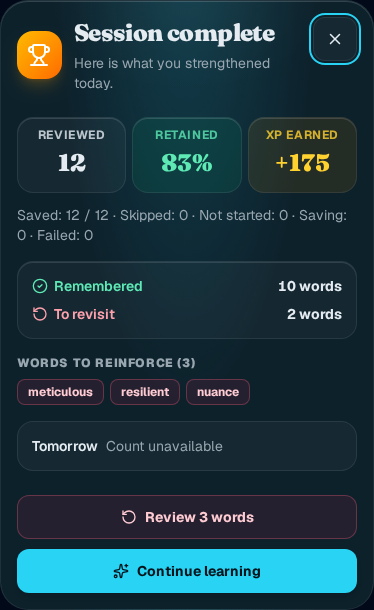 Session complete
Here is what you strengthened
today.
REVIEWED
12
RETAINED
83%
XP EARNED
+175
Saved: 12 / 12 · Skipped: 0 · Not started: 0 · Saving:
0 · Failed: 0
Remembered 10 words
To revisit 2 words
WORDS TO REINFORCE (3)
meticulous resilient nuance
Tomorrow Count unavailable
Review 3 words
Continue learning